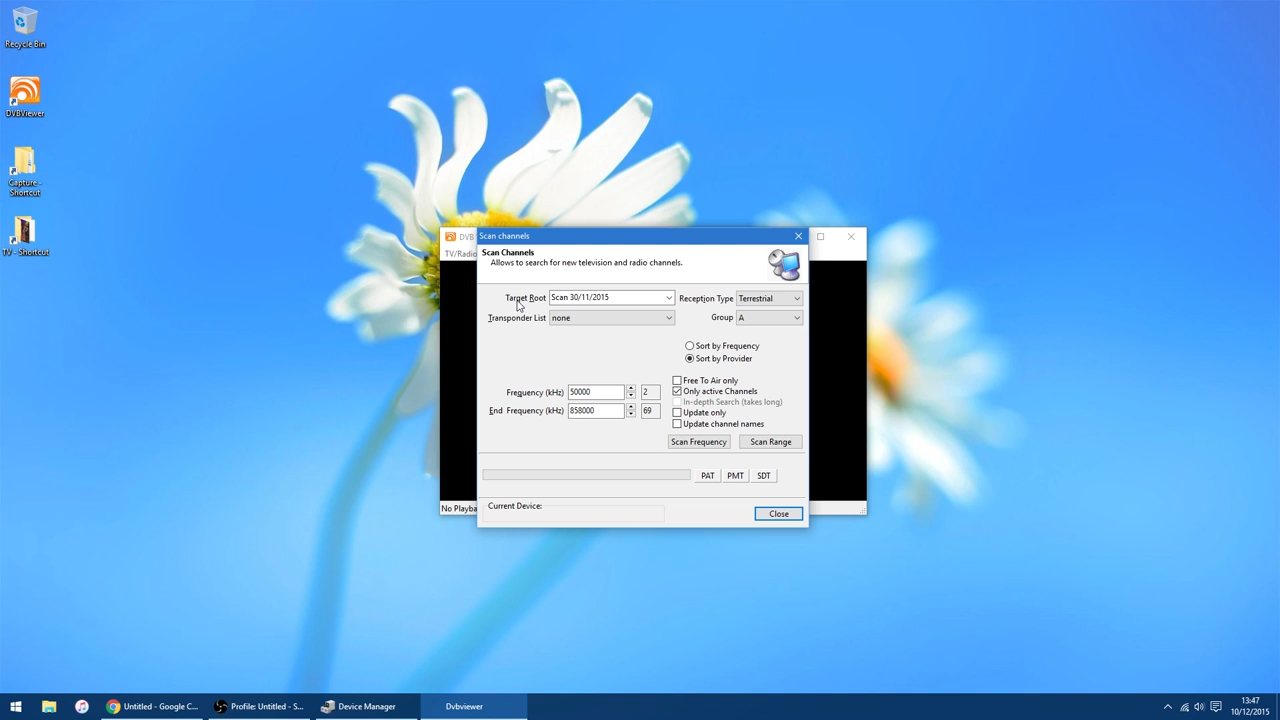 Recycle Bin
DVBViewer
Capture -
Shortcut
TV - Shortcut
DVB
TV/Radio
Scan channels
Scan Channels
Allows to search for new television and radio channels.
Target Root
Scan 30/11/2015
Reception Type
Terrestrial
Transponder List
none
Group
A
Sort by Frequency
Sort by Provider
Free To Air only
Frequency (kHz)
50000
2
Only active Channels
In-depth Search (takes long)
End Frequency (kHz)
858000
69
Update only
Update channel names
Scan Frequency
Scan Range
PAT
PMT
SDT
Current Device:
Close
No Playba
Untitled - Google C...
Profile: Untitled - S...
Device Manager
Dvbviewer
13:47
10/12/2015